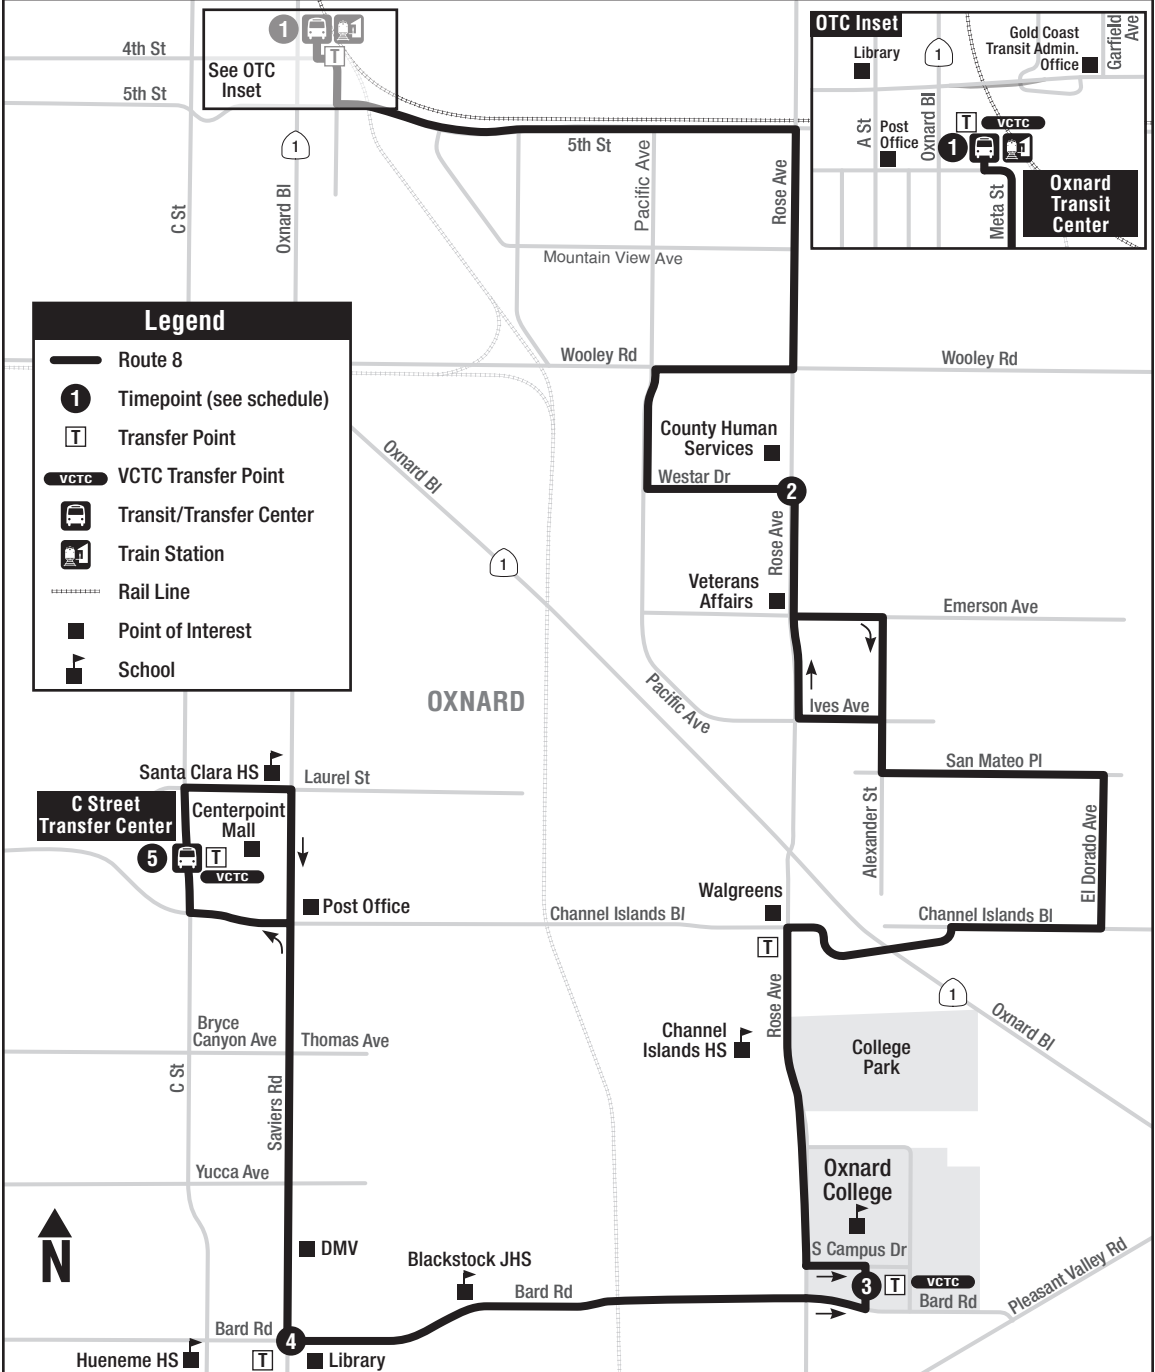 4th St
5th St
See OTC
Inset
1
T
1
C St
Oxnard Bl
5th St
Pacific Ave
Rose Ave
Mountain View Ave
OTC Inset
Library
1
Gold Coast
Transit Admin.
Office
Garfield
Ave
A St
Post
Office
Oxnard Bl
T
VCTC
1
Meta St
Oxnard
Transit
Center
Legend
Route 8
1
Timepoint (see schedule)
T
Transfer Point
VCTC
VCTC Transfer Point
Transit/Transfer Center
Train Station
Rail Line
Point of Interest
School
Wooley Rd
Wooley Rd
County Human
Services
Westar Dr
2
Oxnard Bl
1
Rose Ave
Veterans
Affairs
Emerson Ave
Ives Ave
Pacific Ave
OXNARD
San Mateo Pl
Alexander St
El Dorado Ave
Santa Clara HS
Laurel St
C Street
Transfer Center
Centerpoint
Mall
5
T
VCTC
Post Office
Walgreens
Channel Islands Bl
Channel Islands Bl
T
Rose Ave
1
Oxnard Bl
Channel
Islands HS
College
Park
Bryce
Canyon Ave
Thomas Ave
C St
Saviers Rd
Yucca Ave
Oxnard
College
S Campus Dr
N
DMV
Blackstock JHS
Bard Rd
3
T
VCTC
Bard Rd
Pleasant Valley Rd
Bard Rd
4
Hueneme HS
T
Library